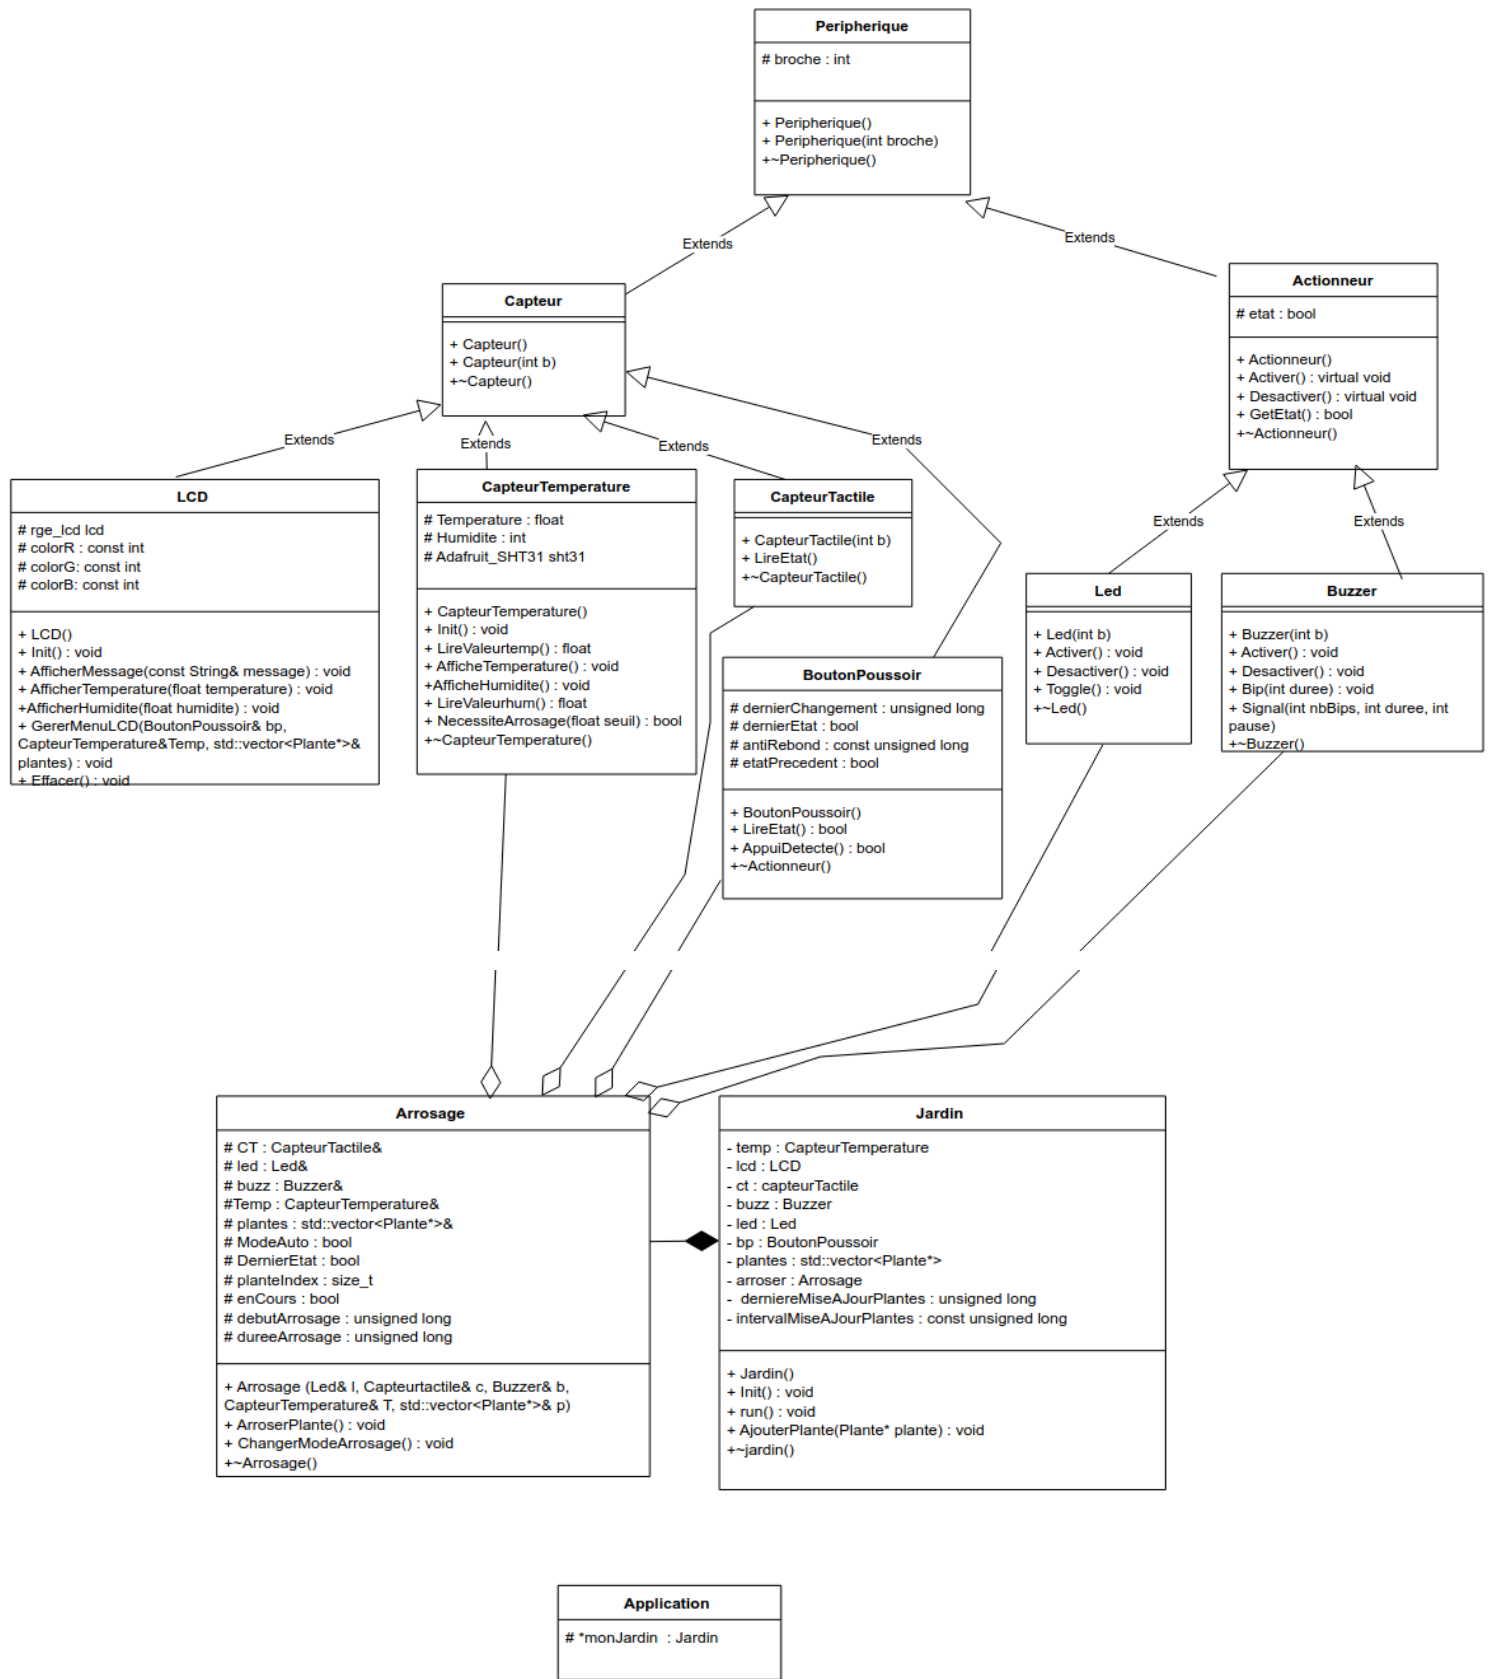 Peripherique
# broche : int
+ Peripherique()
+ Peripherique(int broche)
+~Peripherique()
Extends
Extends
Capteur
+ Capteur()
+ Capteur(int b)
+~Capteur()
Actionneur
# etat : bool
+ Actionneur()
+ Activer() : virtual void
+ Desactiver() : virtual void
+ GetEtat() : bool
+~Actionneur()
Extends
Extends
Extends
Extends
Extends
Extends
LCD
# rge_lcd lcd
# colorR : const int
# colorG: const int
# colorB: const int
+ LCD()
+ Init() : void
+ AfficherMessage(const String& message) : void
+ AfficherTemperature(float temperature) : void
+AfficherHumidite(float humidite) : void
+ GererMenuLCD(BoutonPoussoir& bp,
CapteurTemperature&Temp, std::vector<Plante*>&
plantes) : void
+ Effacer() : void
CapteurTemperature
# Temperature : float
# Humidite : int
# Adafruit_SHT31 sht31
+ CapteurTemperature()
+ Init() : void
+ LireValeurtemp() : float
+ AfficheTemperature() : void
+AfficheHumidite() : void
+ LireValeurhum() : float
+ NecessiteArrosage(float seuil) : bool
+~CapteurTemperature()
CapteurTactile
+ CapteurTactile(int b)
+ LireEtat()
+~CapteurTactile()
BoutonPoussoir
# dernierChangement : unsigned long
# dernierEtat : bool
# antiRebond : const unsigned long
# etatPrecedent : bool
+ BoutonPoussoir()
+ LireEtat() : bool
+ AppuiDetecte() : bool
+~Actionneur()
Led
+ Led(int b)
+ Activer() : void
+ Desactiver() : void
+ Toggle() : void
+~Led()
Buzzer
+ Buzzer(int b)
+ Activer() : void
+ Desactiver() : void
+ Bip(int duree) : void
+ Signal(int nbBips, int duree, int
pause) : void
+~Buzzer()
Arrosage
# CT : CapteurTactile&
# led : Led&
# buzz : Buzzer&
#Temp : CapteurTemperature&
# plantes : std::vector<Plante*>&
# ModeAuto : bool
# DernierEtat : bool
# planteIndex : size_t
# enCours : bool
# debutArrosage : unsigned long
# dureeArrosage : unsigned long
+ Arrosage (Led& l, Capteurtactile& c, Buzzer& b,
CapteurTemperature& T, std::vector<Plante*>& p)
+ ArroserPlante() : void
+ ChangerModeArrosage() : void
+~Arrosage()
Jardin
- temp : CapteurTemperature
- lcd : LCD
- ct : capteurTactile
- buzz : Buzzer
- led : Led
- bp : BoutonPoussoir
- plantes : std::vector<Plante*>
- arroser : Arrosage
- derniereMiseAJourPlantes : unsigned long
- intervalMiseAJourPlantes : const unsigned long
+ Jardin()
+ Init() : void
+ run() : void
+ AjouterPlante(Plante* plante) : void
+~jardin()
Application
# *monJardin : Jardin